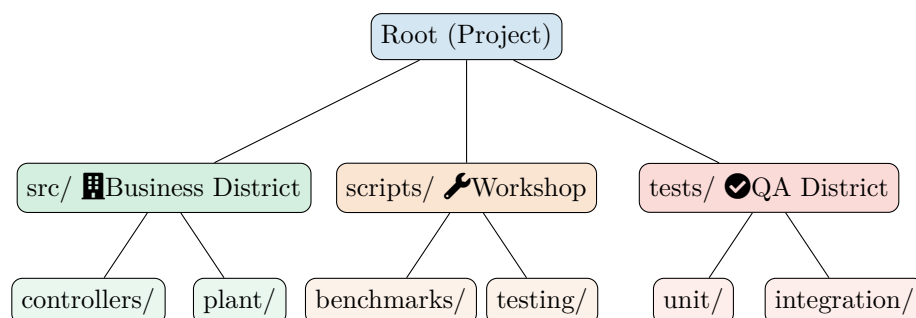 Root (Project)
src/ Business District
scripts/ Workshop
tests/ QA District
controllers/
plant/
benchmarks/
testing/
unit/
integration/